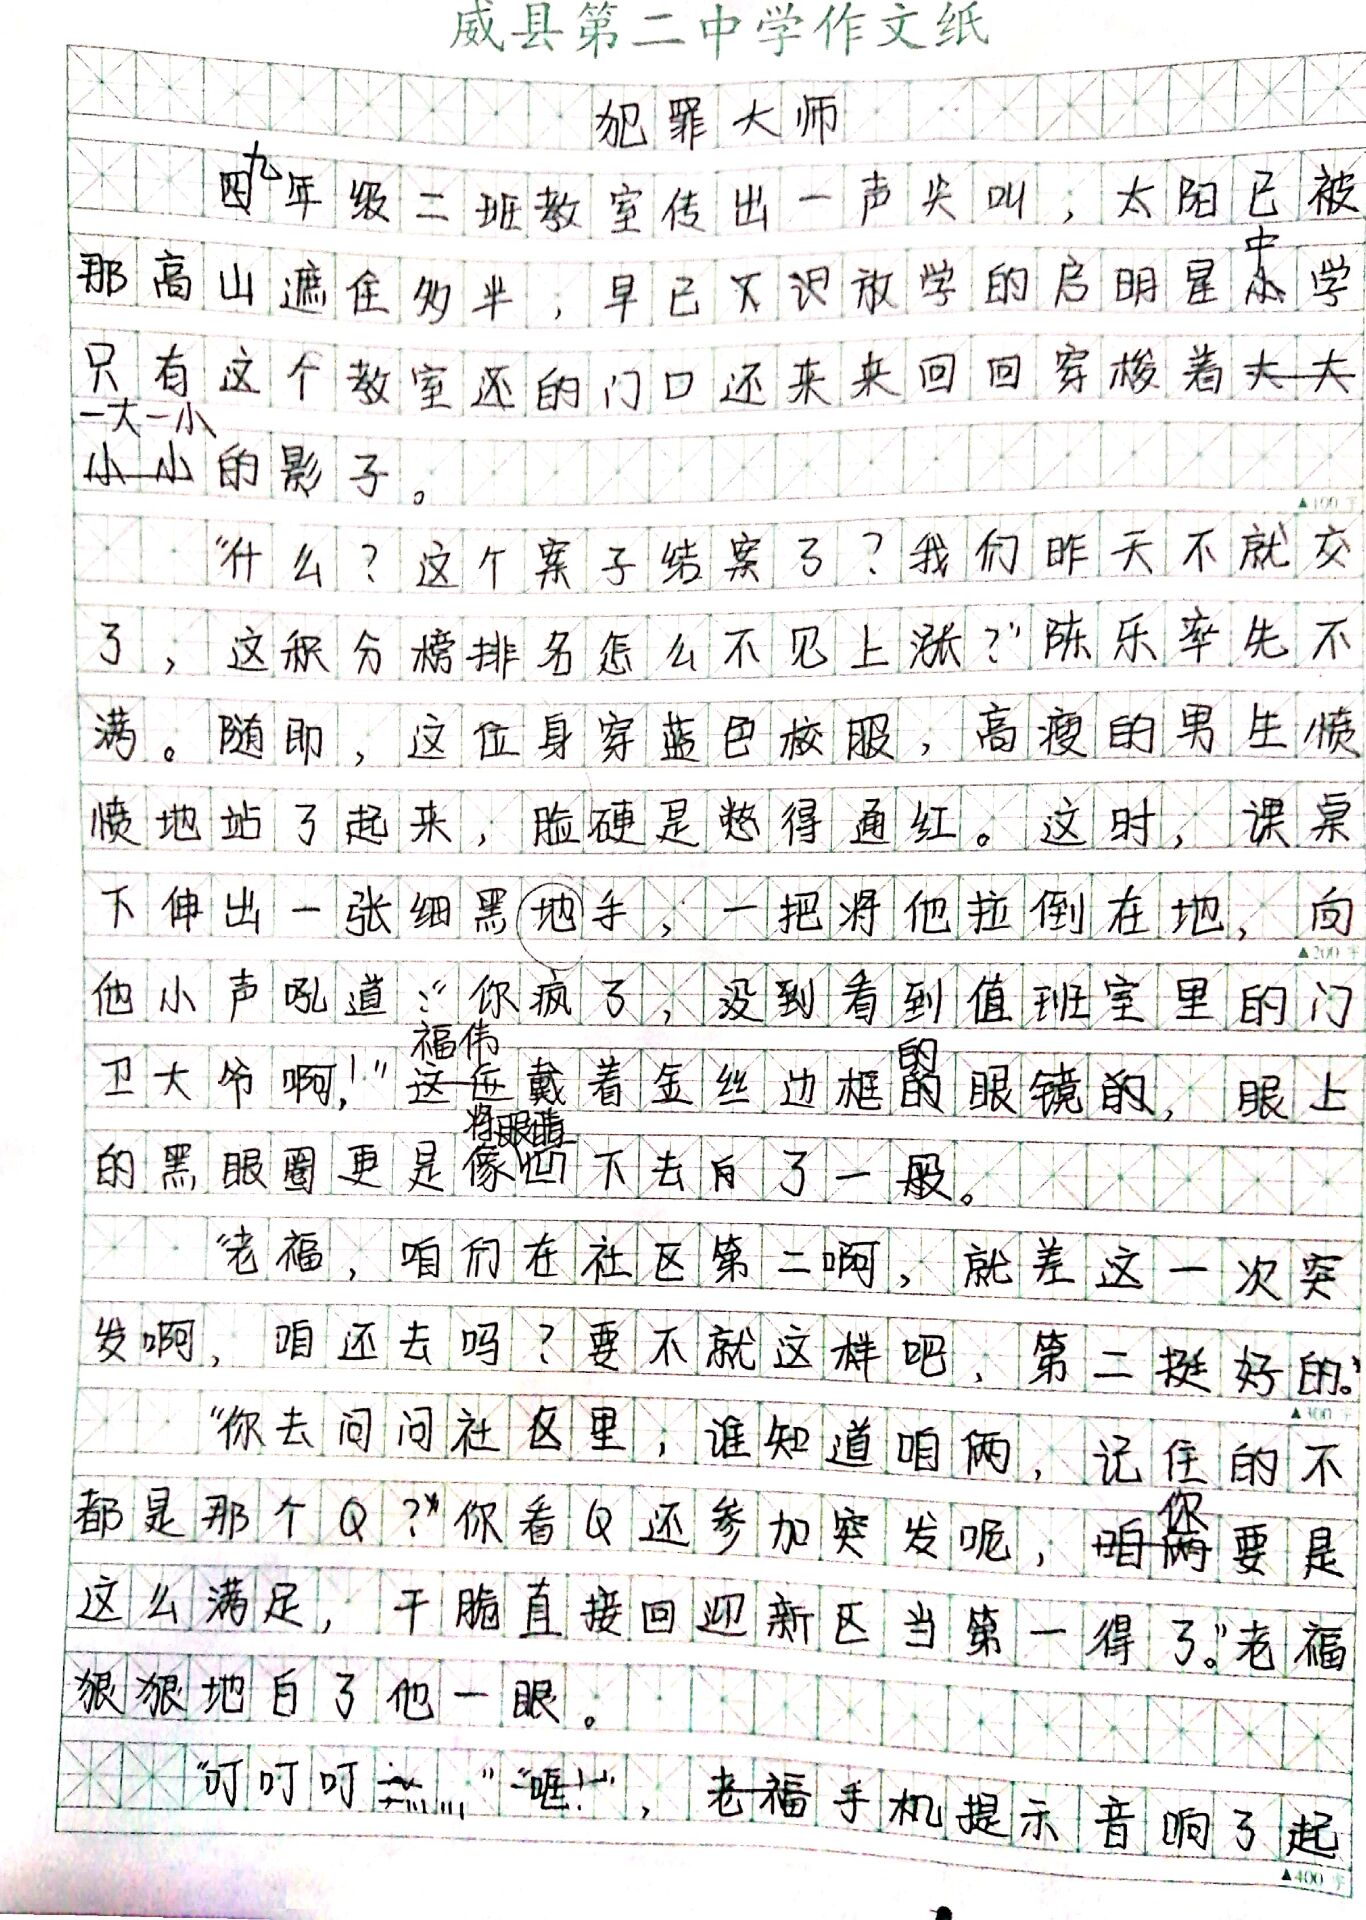 威县第二中学作文纸
犯罪大师
九年级二班教室传出一声尖叫，太阳已被
那高山遮住多半，早已不识放学的启明星中学
只有这个教室还的门口还来来回回穿梭着
一大一小的影子。
▲100字
“什么？这个案子结案了？我们昨天不就交
了，这积分榜排名怎么不见上涨？”陈乐率先不
满。随即，这位身穿蓝色校服，高瘦的男生愤
愤地站了起来，脸硬是憋得通红。这时，课桌
下伸出一张细黑地手，一把将他拉倒在地，向
▲200字
他小声吼道：“你疯了，没到看到值班室里的门
卫大爷啊！”福伟戴着金丝边框的眼镜的，眼上
的黑眼圈更是将眼睛凹下去了一般。
“老福，咱们在社区第二啊，就差这一次突
发啊，咱还去吗？要不就这样吧，第二挺好的。”
▲300字
“你去问问社区里，谁知道咱俩，记住的不
都是那个Q？”你看Q还参加突发呢，你要是
这么满足，干脆直接回迎新区当第一得了。”老福
狠狠地白了他一眼。
“叮叮叮……”，老福手机提示音响了起
▲400字